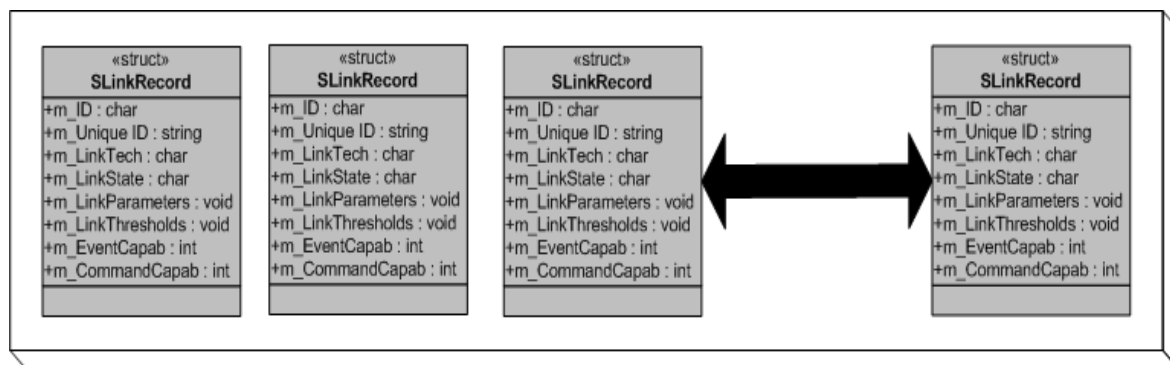 «struct»
SLinkRecord
+m_ID : char
+m_Unique ID : string
+m_LinkTech : char
+m_LinkState : char
+m_LinkParameters : void
+m_LinkThresholds : void
+m_EventCapab : int
+m_CommandCapab : int
«struct»
SLinkRecord
+m_ID : char
+m_Unique ID : string
+m_LinkTech : char
+m_LinkState : char
+m_LinkParameters : void
+m_LinkThresholds : void
+m_EventCapab : int
+m_CommandCapab : int
«struct»
SLinkRecord
+m_ID : char
+m_Unique ID : string
+m_LinkTech : char
+m_LinkState : char
+m_LinkParameters : void
+m_LinkThresholds : void
+m_EventCapab : int
+m_CommandCapab : int
«struct»
SLinkRecord
+m_ID : char
+m_Unique ID : string
+m_LinkTech : char
+m_LinkState : char
+m_LinkParameters : void
+m_LinkThresholds : void
+m_EventCapab : int
+m_CommandCapab : int